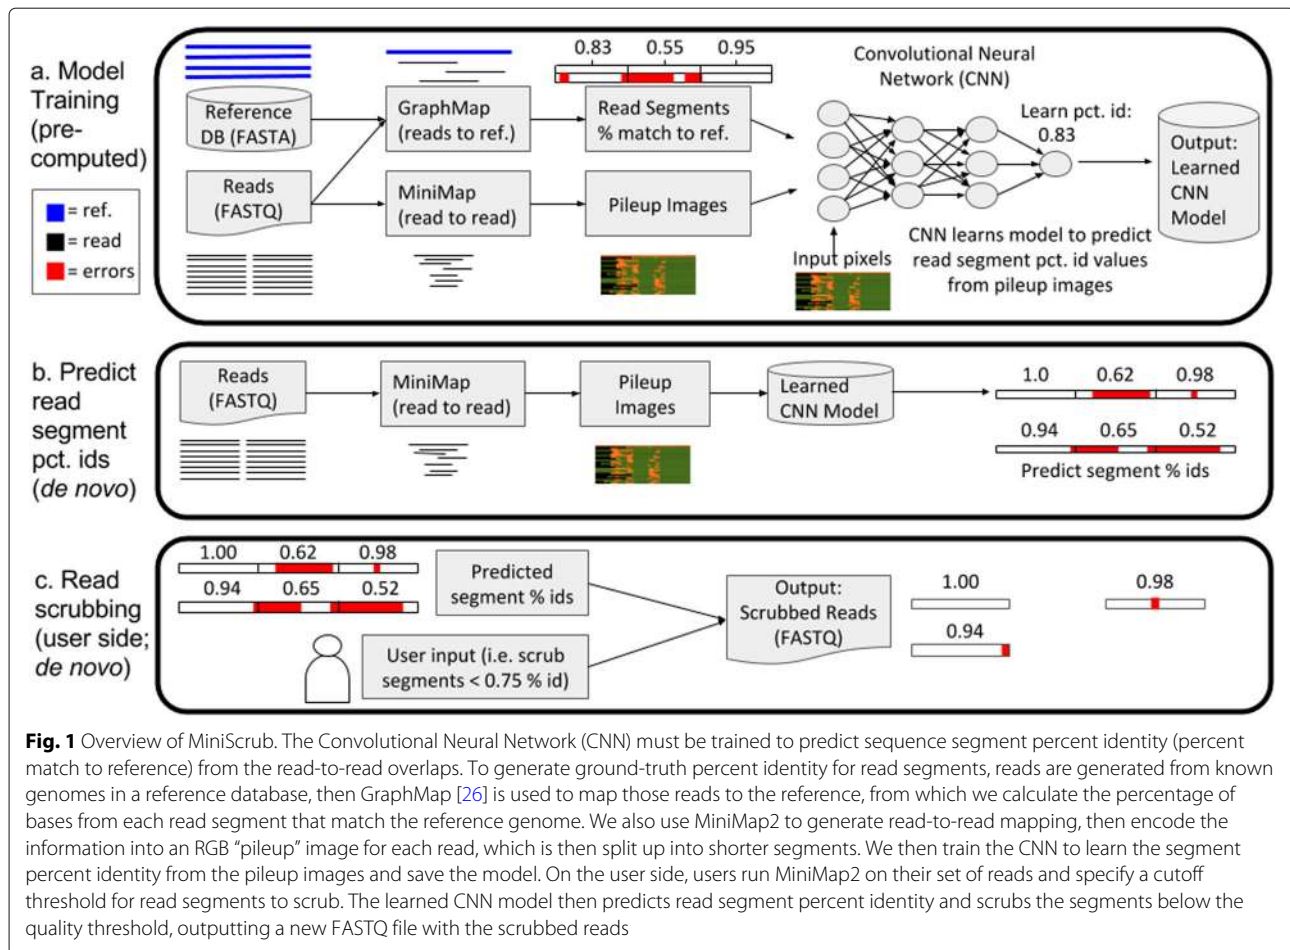 a. Model
Training
(pre-
computed)
= ref.
= read
= errors
Reference
DB (FASTA)
Reads
(FASTQ)
GraphMap
(reads to ref.)
MiniMap
(read to read)
0.83 0.55 0.95
Read Segments
% match to ref.
Pileup Images
Convolutional Neural
Network (CNN)
Learn pct. id:
0.83
Input pixels
CNN learns model to predict
read segment pct. id values
from pileup images
Output:
Learned
CNN
Model
b. Predict
read
segment
pct. ids
(de novo)
Reads
(FASTQ)
MiniMap
(read to read)
Pileup
Images
Learned
CNN Model
1.0 0.62 0.98
0.94 0.65 0.52
Predict segment % ids
c. Read
scrubbing
(user side;
de novo)
1.00 0.62 0.98
0.94 0.65 0.52
Predicted
segment % ids
User input (i.e. scrub
segments < 0.75 % id)
Output:
Scrubbed Reads
(FASTQ)
1.00 0.98
0.94
Fig. 1 Overview of MiniScrub. The Convolutional Neural Network (CNN) must be trained to predict sequence segment percent identity (percent
match to reference) from the read-to-read overlaps. To generate ground-truth percent identity for read segments, reads are generated from known
genomes in a reference database, then GraphMap [26] is used to map those reads to the reference, from which we calculate the percentage of
bases from each read segment that match the reference genome. We also use MiniMap2 to generate read-to-read mapping, then encode the
information into an RGB “pileup” image for each read, which is then split up into shorter segments. We then train the CNN to learn the segment
percent identity from the pileup images and save the model. On the user side, users run MiniMap2 on their set of reads and specify a cutoff
threshold for read segments to scrub. The learned CNN model then predicts read segment percent identity and scrubs the segments below the
quality threshold, outputting a new FASTQ file with the scrubbed reads